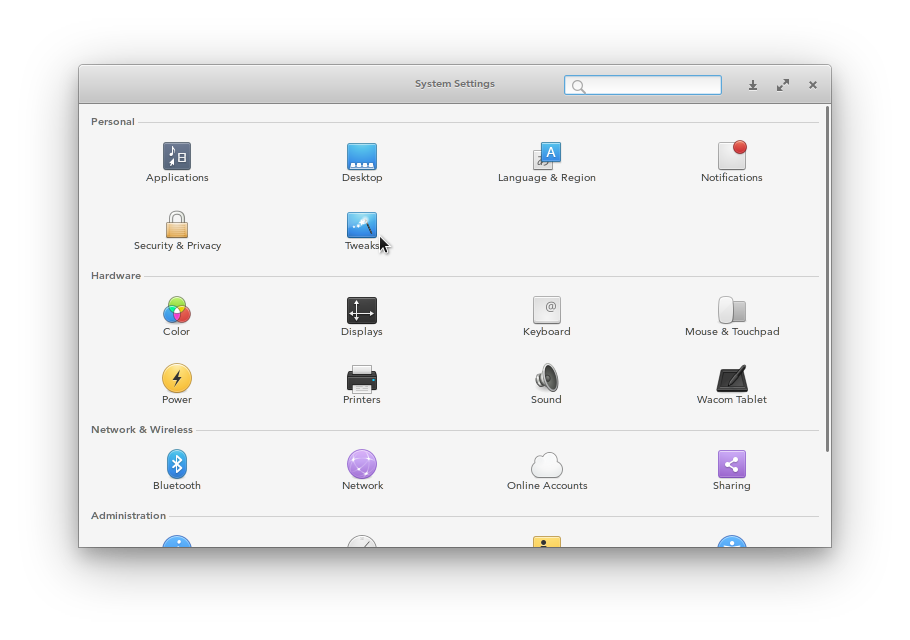 System Settings
Personal
Applications
Desktop
Language & Region
Notifications
Security & Privacy
Tweaks
Hardware
Color
Displays
Keyboard
Mouse & Touchpad
Power
Printers
Sound
Wacom Tablet
Network & Wireless
Bluetooth
Network
Online Accounts
Sharing
Administration